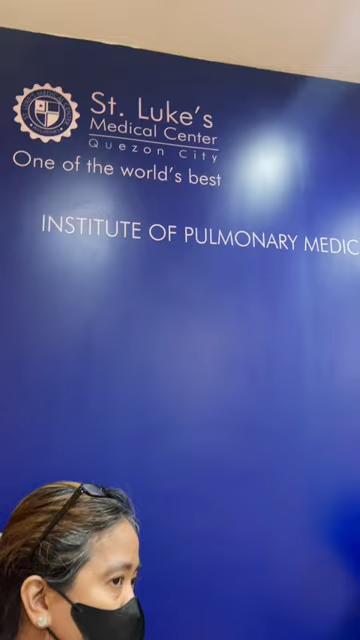 St. Luke's
Medical Center
Quezon City
One of the world's best
INSTITUTE OF PULMONARY MEDIC